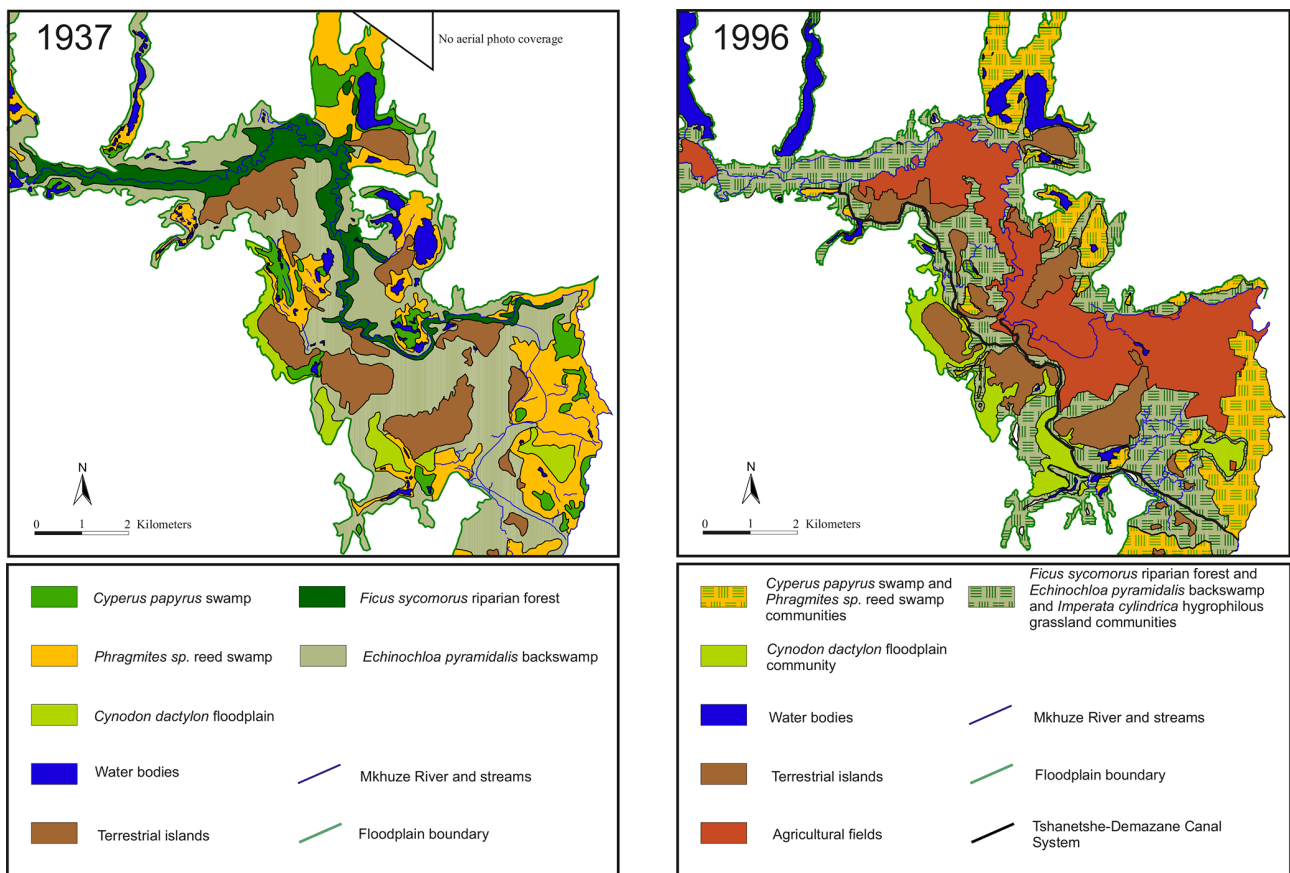 1937
No aerial photo coverage
N
0 1 2 Kilometers
Cyperus papyrus swamp
Ficus sycomorus riparian forest
Phragmites sp. reed swamp
Echinochloa pyramidalis backswamp
Cynodon dactylon floodplain
Water bodies
Mkhuze River and streams
Terrestrial islands
Floodplain boundary
1996
N
0 1 2 Kilometers
Cyperus papyrus swamp and
Phragmites sp. reed swamp
communities
Ficus sycomorus riparian forest and
Echinochloa pyramidalis backswamp
and Imperata cylindrica hygrophilous
grassland communities
Cynodon dactylon floodplain
community
Water bodies
Mkhuze River and streams
Terrestrial islands
Floodplain boundary
Agricultural fields
Tshanetshe-Demazane Canal
System